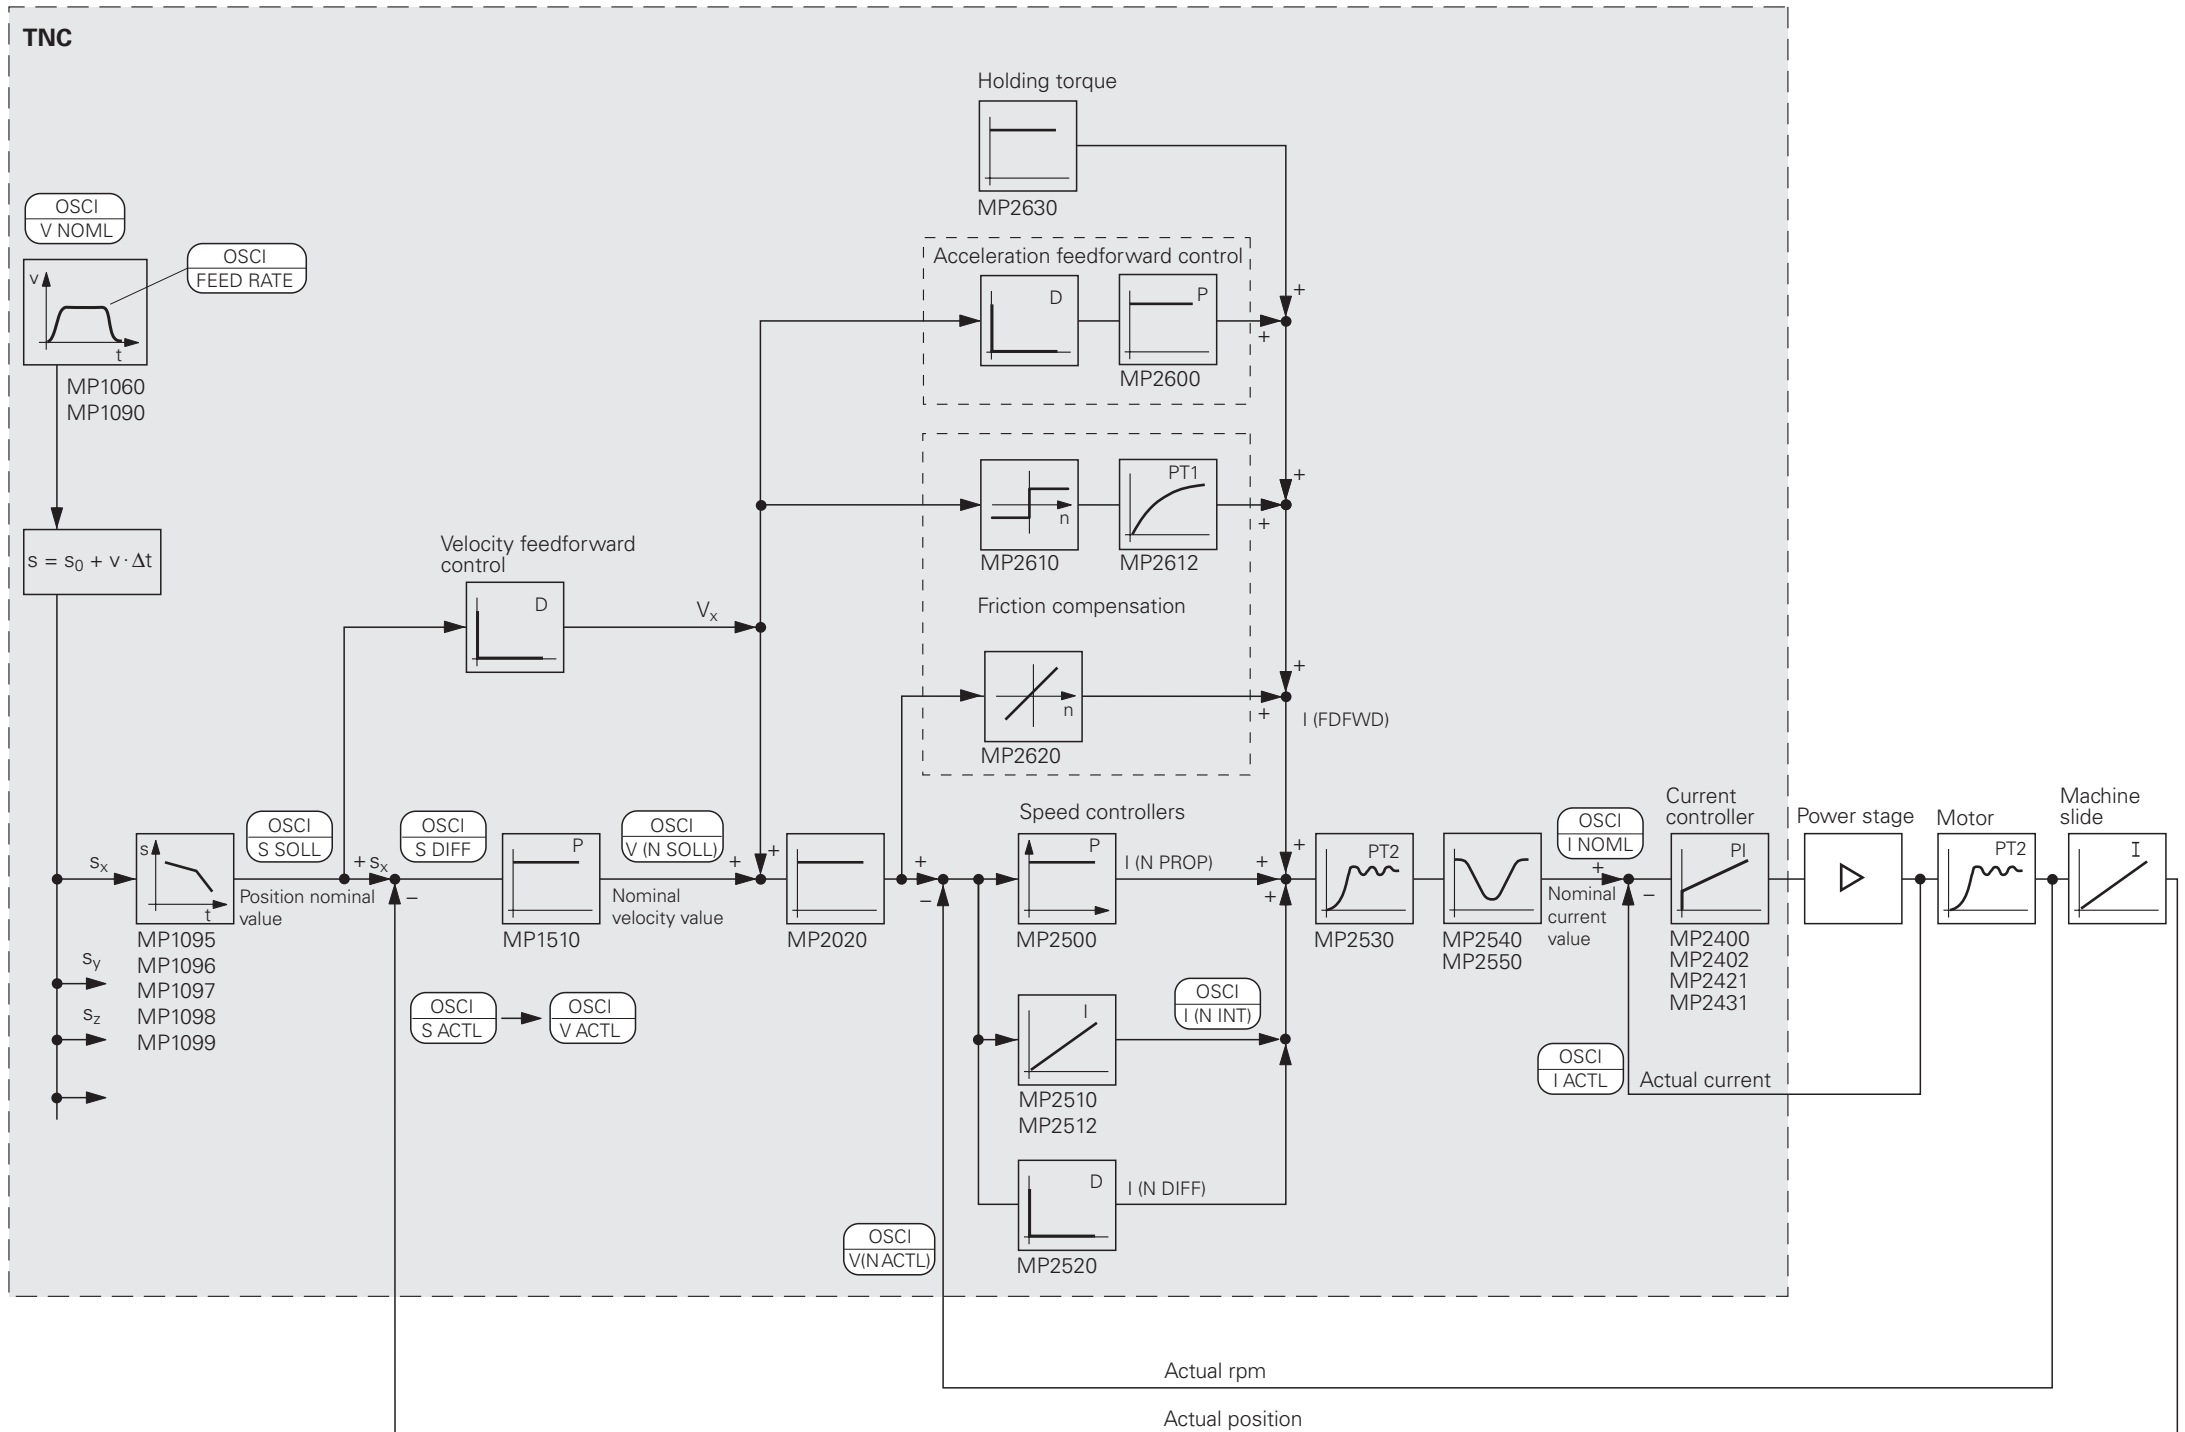 TNC
Holding torque
MP2630
OSCI
V NOML
OSCI
FEED RATE
v
t
MP1060
MP1090
Acceleration feedforward control
D
P
MP2600
+
+
s = s₀ + v · Δt
Velocity feedforward
control
D
Vₓ
n
MP2610
PT1
MP2612
+
+
Friction compensation
n
MP2620
+
+
I (FDFWD)
sₓ
s
t
MP1095
MP1096
MP1097
MP1098
MP1099
s_y
s_z
OSCI
S SOLL
Position nominal
value
+ sₓ
−
OSCI
S DIFF
P
MP1510
OSCI
V (N SOLL)
Nominal
velocity value
+
+
MP2020
+
−
OSCI
S ACTL
OSCI
V ACTL
Speed controllers
P
MP2500
I (N PROP)
+
+
+
I
MP2510
MP2512
OSCI
I (N INT)
D
MP2520
I (N DIFF)
OSCI
V(N ACTL)
PT2
MP2530
MP2540
MP2550
OSCI
I NOML
+
−
Nominal
current
value
Current
controller
PI
MP2400
MP2402
MP2421
MP2431
OSCI
I ACTL
Actual current
Power stage
Motor
PT2
Machine
slide
I
Actual rpm
Actual position